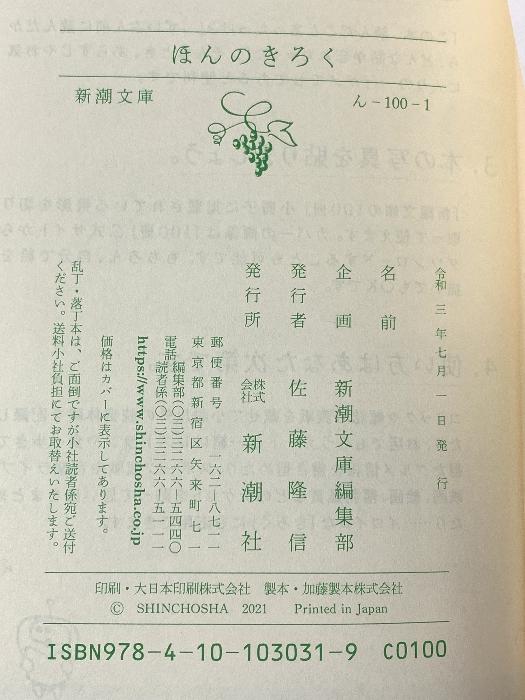 ほんのきろく
新潮文庫
ん-100-1
令和三年七月一日発行
名前
企画 新潮文庫編集部
発行者 佐藤隆信
発行所 株式会社 新潮社
郵便番号 一六二―八七一一
東京都新宿区矢来町七一
電話 編集部(〇三)三二六六―五四四〇
読者係(〇三)三二六六―五一一一
https://www.shinchosha.co.jp
価格はカバーに表示してあります。
乱丁・落丁本は、ご面倒ですが小社読者係宛ご送付
ください。送料小社負担にてお取替えいたします。
印刷・大日本印刷株式会社 製本・加藤製本株式会社
© SHINCHOSHA 2021 Printed in Japan
ISBN978-4-10-103031-9 C0100